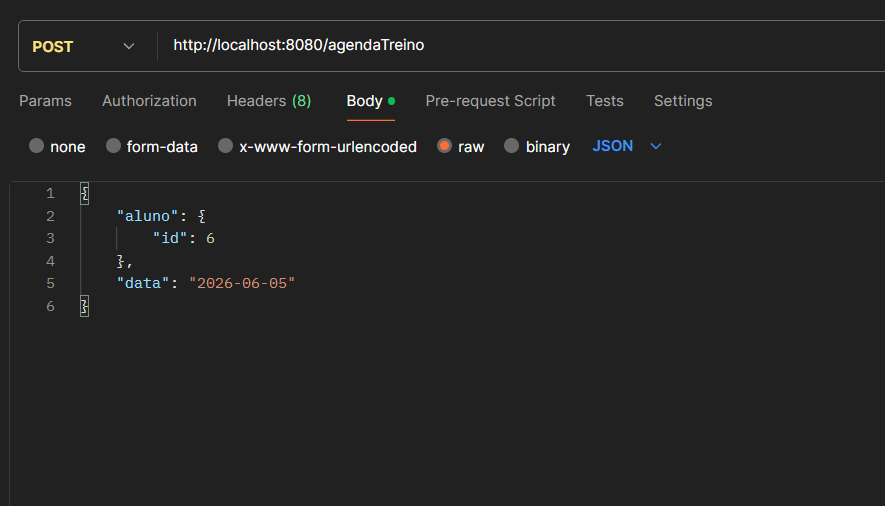 POST http://localhost:8080/agendaTreino
Params Authorization Headers (8) Body Pre-request Script Tests Settings
none form-data x-www-form-urlencoded raw binary JSON
1 {
2 "aluno": {
3 "id": 6
4 },
5 "data": "2026-06-05"
6 }